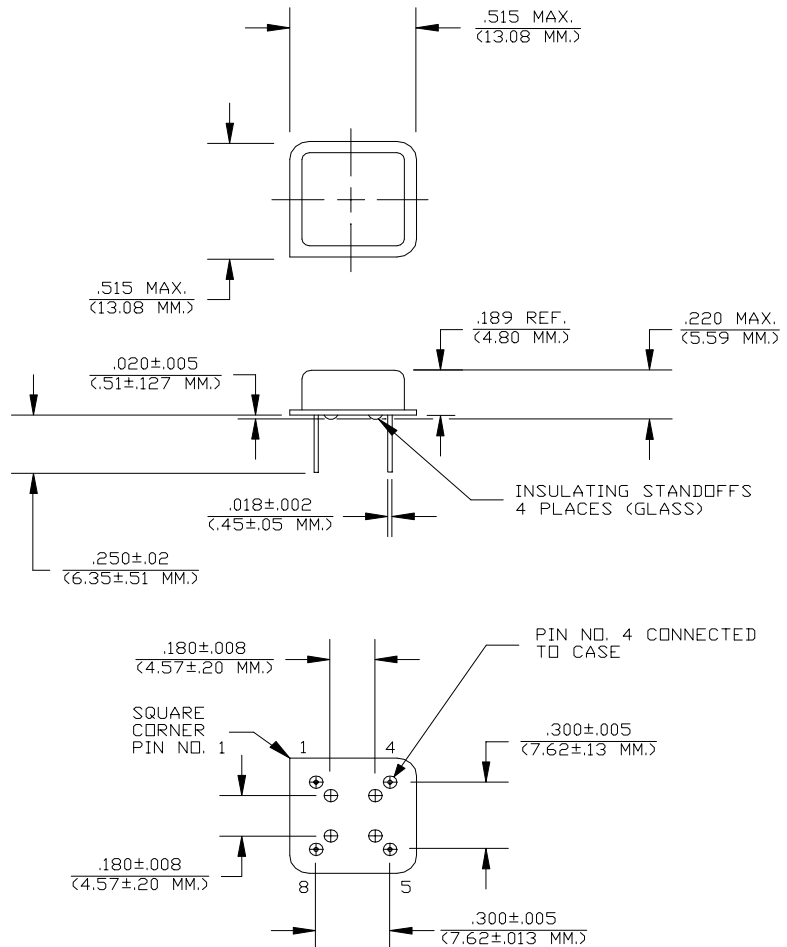 .515 MAX.
(13.08 MM.)
.515 MAX.
(13.08 MM.)
.189 REF.
(4.80 MM.)
.220 MAX.
(5.59 MM.)
.020±.005
(.51±.127 MM.)
INSULATING STANDOFFS
4 PLACES (GLASS)
.018±.002
(.45±.05 MM.)
.250±.02
(6.35±.51 MM.)
PIN NO. 4 CONNECTED
TO CASE
.180±.008
(4.57±.20 MM.)
SQUARE
CORNER
PIN NO. 1
1
4
.300±.005
(7.62±.13 MM.)
.180±.008
(4.57±.20 MM.)
8
5
.300±.005
(7.62±.013 MM.)